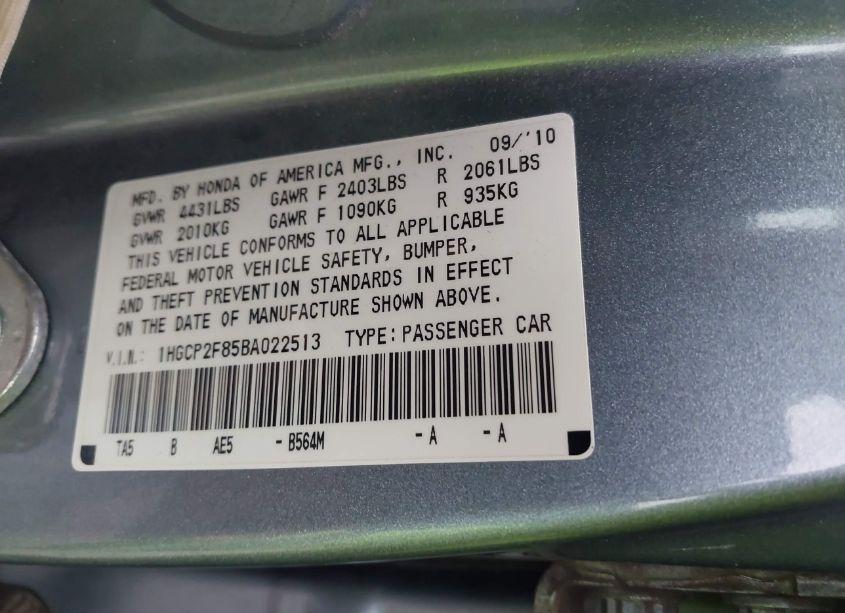 MFD. BY HONDA OF AMERICA MFG., INC. 09/'10
GVWR 4431LBS GAWR F 2403LBS R 2061LBS
GVWR 2010KG GAWR F 1090KG R 935KG
THIS VEHICLE CONFORMS TO ALL APPLICABLE
FEDERAL MOTOR VEHICLE SAFETY, BUMPER,
AND THEFT PREVENTION STANDARDS IN EFFECT
ON THE DATE OF MANUFACTURE SHOWN ABOVE.
V.I.N.: 1HGCP2F85BA022513 TYPE:PASSENGER CAR
TA5 B AE5 -B564M -A -A